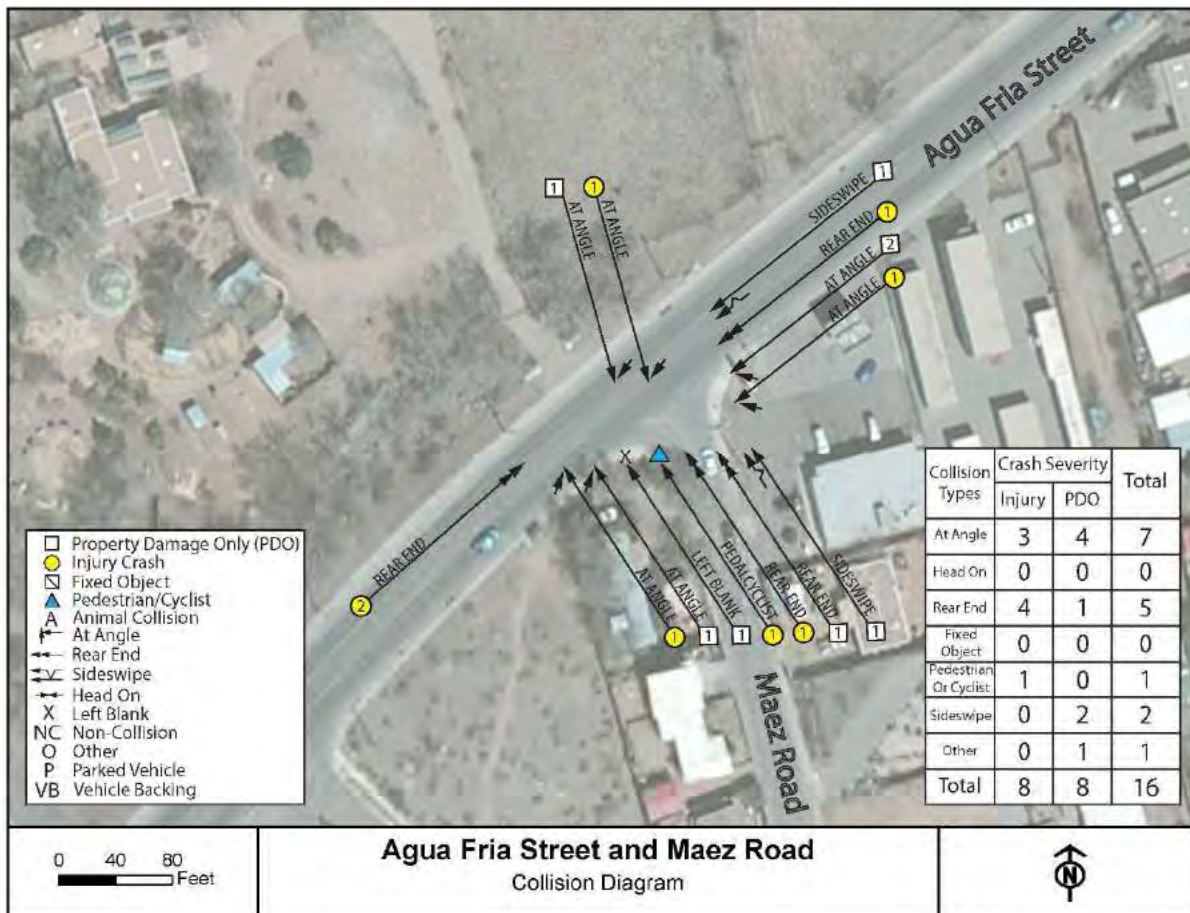 Agua Fria Street
1
SIDESWIPE
1
REAR END
2
AT ANGLE
1
AT ANGLE
1
AT ANGLE
1
AT ANGLE
2
REAR END
X
AT ANGLE
1
AT ANGLE
1
LEFT BLANK
1
PEDALCYCLIST
1
REAR END
1
REAR END
1
SIDESWIPE
1
Maez Road
Property Damage Only (PDO)
Injury Crash
Fixed Object
Pedestrian/Cyclist
A Animal Collision
At Angle
Rear End
Sideswipe
Head On
X Left Blank
NC Non-Collision
O Other
P Parked Vehicle
VB Vehicle Backing
Collision Types Crash Severity Total
Injury PDO
At Angle 3 4 7
Head On 0 0 0
Rear End 4 1 5
Fixed Object 0 0 0
Pedestrian Or Cyclist 1 0 1
Sideswipe 0 2 2
Other 0 1 1
Total 8 8 16
0 40 80
Feet
Agua Fria Street and Maez Road
Collision Diagram
N